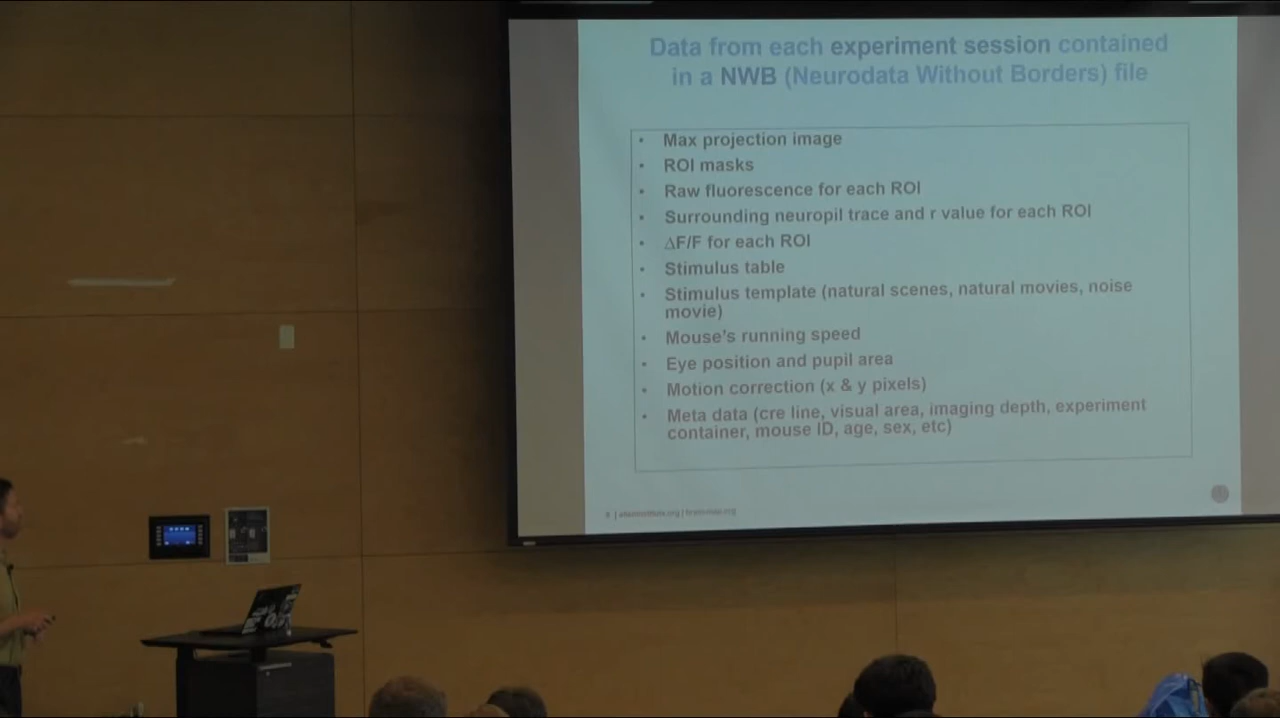 Data from each experiment session contained
in a NWB (Neurodata Without Borders) file
• Max projection image
• ROI masks
• Raw fluorescence for each ROI
• Surrounding neuropil trace and r value for each ROI
• ΔF/F for each ROI
• Stimulus table
• Stimulus template (natural scenes, natural movies, noise
movie)
• Mouse's running speed
• Eye position and pupil area
• Motion correction (x & y pixels)
• Meta data (cre line, visual area, imaging depth, experiment
container, mouse ID, age, sex, etc)